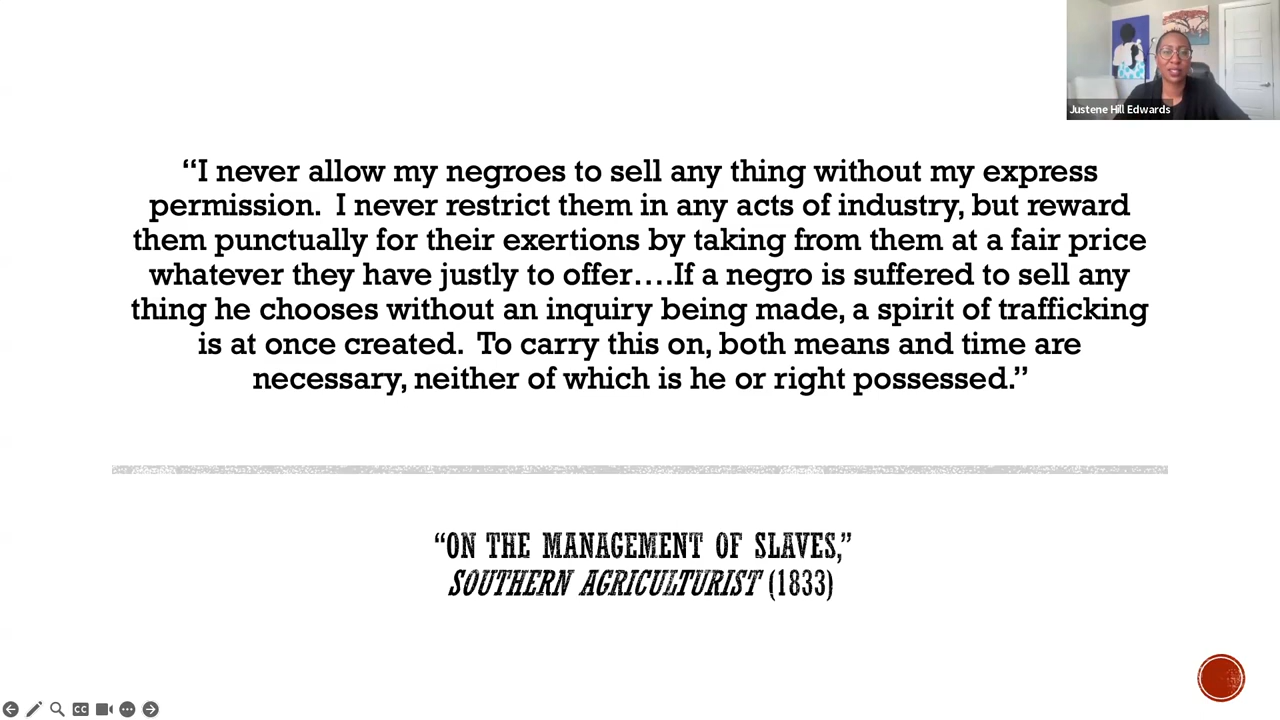 Justene Hill Edwards
“I never allow my negroes to sell any thing without my express
permission.  I never restrict them in any acts of industry, but reward
them punctually for their exertions by taking from them at a fair price
whatever they have justly to offer….If a negro is suffered to sell any
thing he chooses without an inquiry being made, a spirit of trafficking
is at once created.  To carry this on, both means and time are
necessary, neither of which is he or right possessed.”
“ON THE MANAGEMENT OF SLAVES,”
SOUTHERN AGRICULTURIST (1833)
CC